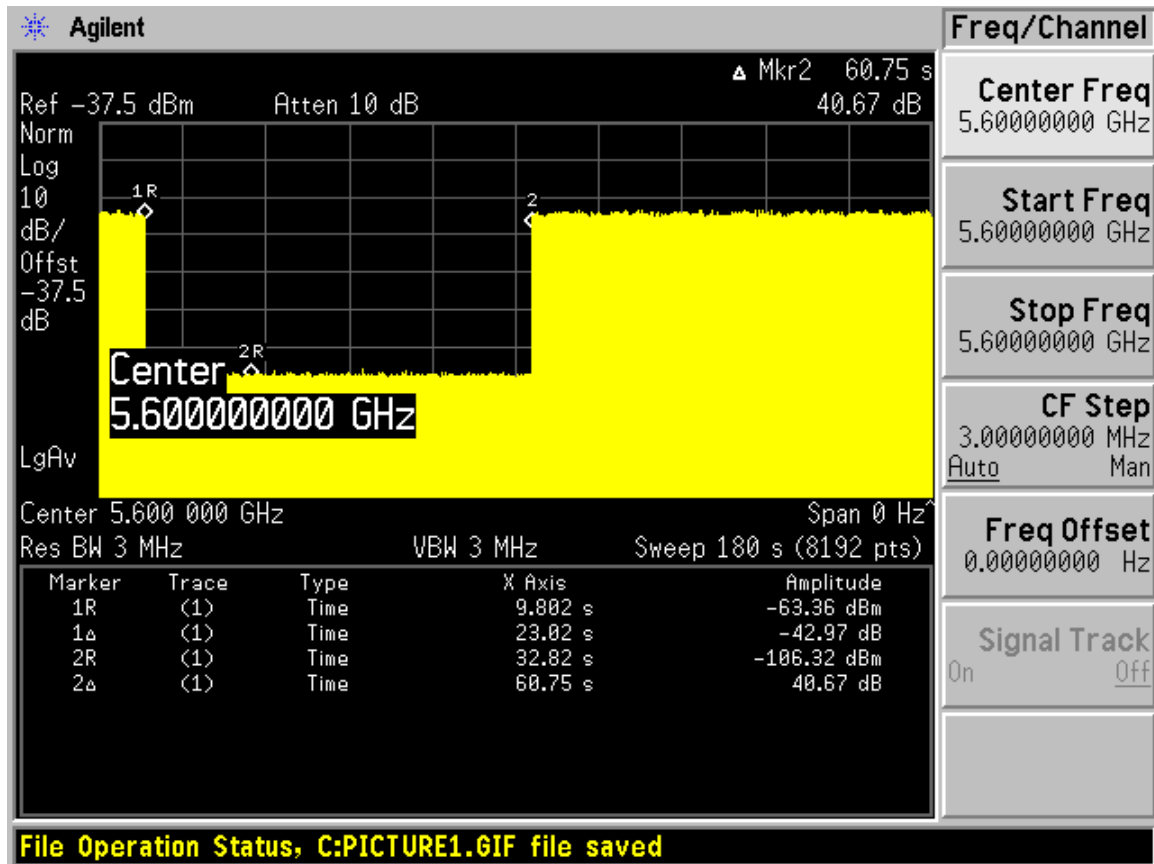 Agilent
Freq/Channel
Δ Mkr2 60.75 s
Ref -37.5 dBm Atten 10 dB 40.67 dB
Norm
Log
10
dB/
Offst
-37.5
dB
LgAv
1R
2
2R
Center
5.600000000 GHz
Center 5.600 000 GHz Span 0 Hz^
Res BW 3 MHz VBW 3 MHz Sweep 180 s (8192 pts)
Marker Trace Type X Axis Amplitude
1R (1) Time 9.802 s -63.36 dBm
1Δ (1) Time 23.02 s -42.97 dB
2R (1) Time 32.82 s -106.32 dBm
2Δ (1) Time 60.75 s 40.67 dB
Center Freq
5.60000000 GHz
Start Freq
5.60000000 GHz
Stop Freq
5.60000000 GHz
CF Step
3.00000000 MHz
Auto Man
Freq Offset
0.00000000 Hz
Signal Track
On Off
File Operation Status, C:PICTURE1.GIF file saved